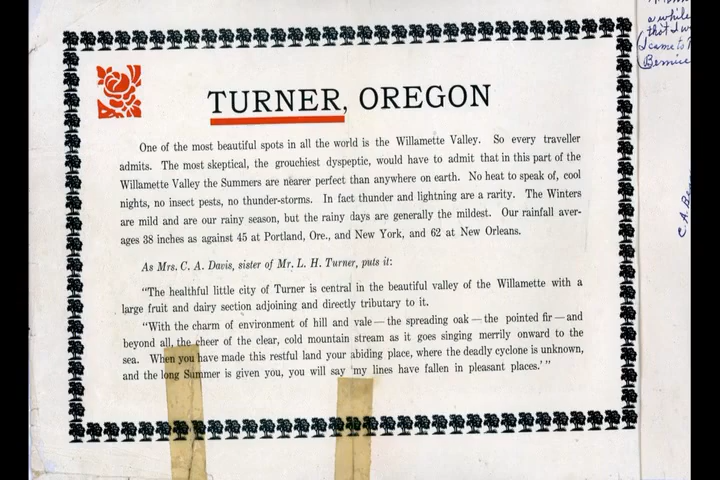 TURNER, OREGON
One of the most beautiful spots in all the world is the Willamette Valley. So every traveller
admits. The most skeptical, the grouchiest dyspeptic, would have to admit that in this part of the
Willamette Valley the Summers are nearer perfect than anywhere on earth. No heat to speak of, cool
nights, no insect pests, no thunder-storms. In fact thunder and lightning are a rarity. The Winters
are mild and are our rainy season, but the rainy days are generally the mildest. Our rainfall aver-
ages 38 inches as against 45 at Portland, Ore., and New York, and 62 at New Orleans.
As Mrs. C. A. Davis, sister of Mr. L. H. Turner, puts it:
"The healthful little city of Turner is central in the beautiful valley of the Willamette with a
large fruit and dairy section adjoining and directly tributary to it.
"With the charm of environment of hill and vale — the spreading oak — the pointed fir — and
beyond all, the cheer of the clear, cold mountain stream as it goes singing merrily onward to the
sea. When you have made this restful land your abiding place, where the deadly cyclone is unknown,
and the long Summer is given you, you will say 'my lines have fallen in pleasant places.' "
a while
that I w
came to
Bernice
C. A.